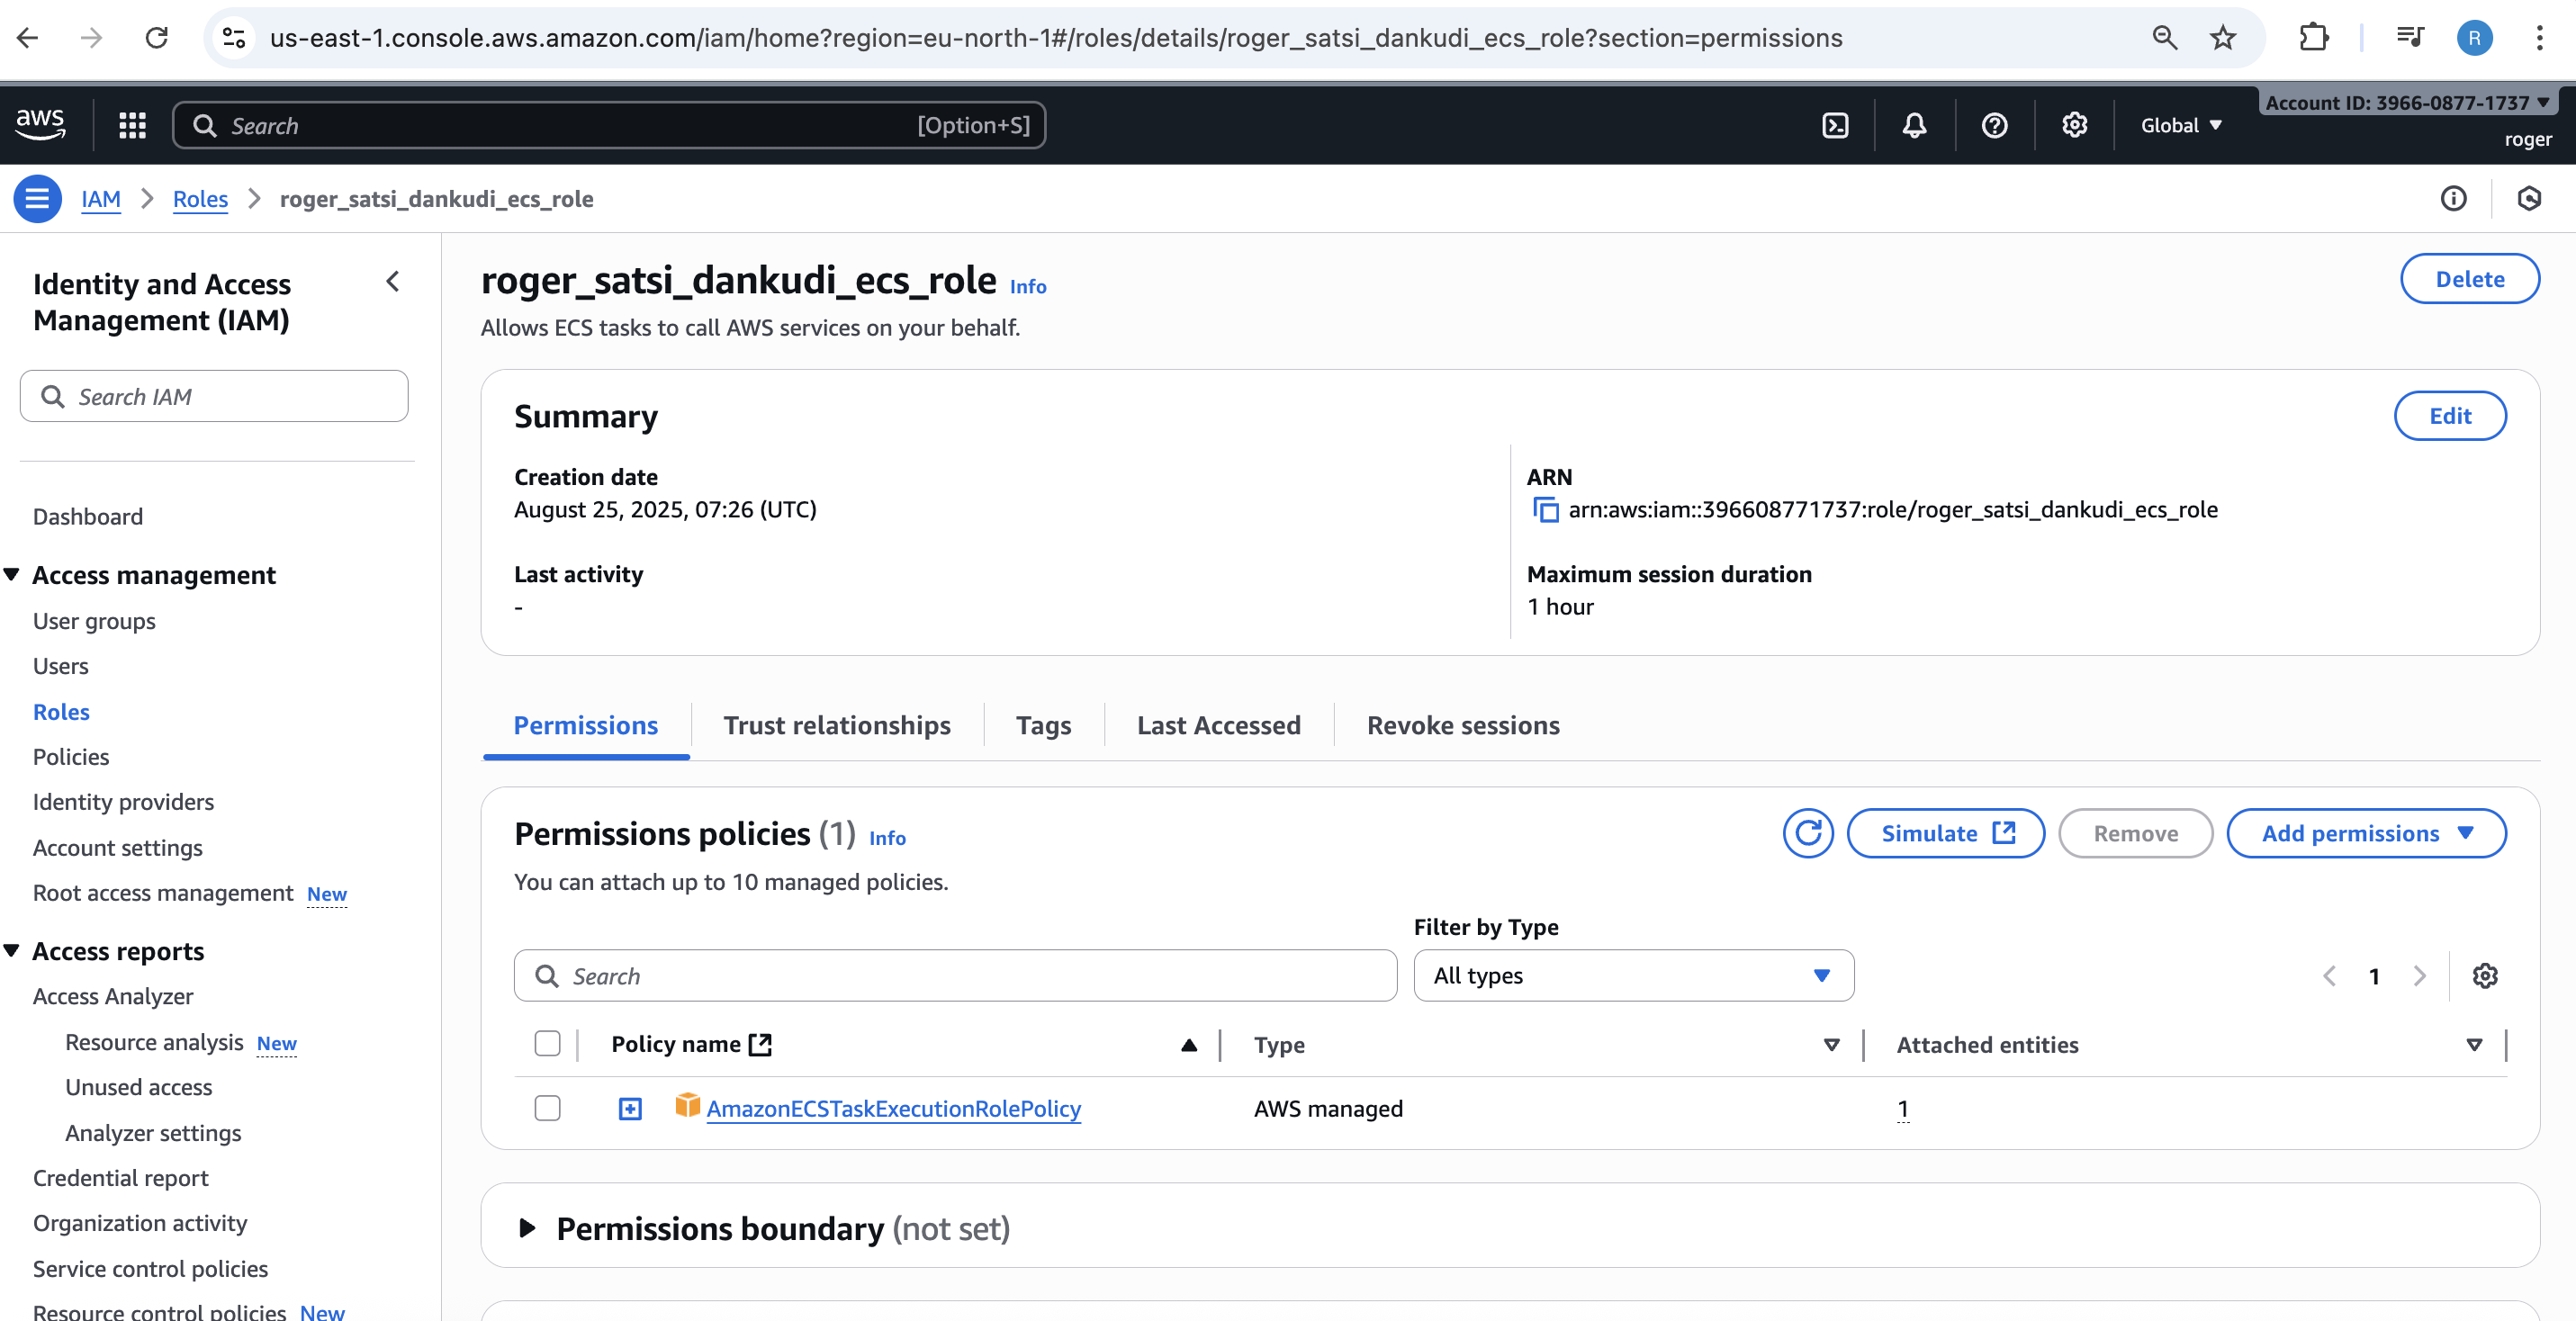 us-east-1.console.aws.amazon.com/iam/home?region=eu-north-1#/roles/details/roger_satsi_dankudi_ecs_role?section=permissions
R
aws
Search
[Option+S]
Global
Account ID: 3966-0877-1737
roger
IAM
Roles
roger_satsi_dankudi_ecs_role
Identity and Access
Management (IAM)
Search IAM
Dashboard
Access management
User groups
Users
Roles
Policies
Identity providers
Account settings
Root access management New
Access reports
Access Analyzer
Resource analysis New
Unused access
Analyzer settings
Credential report
Organization activity
Service control policies
Resource control policies New
roger_satsi_dankudi_ecs_role Info
Delete
Allows ECS tasks to call AWS services on your behalf.
Summary
Edit
Creation date
August 25, 2025, 07:26 (UTC)
ARN
arn:aws:iam::396608771737:role/roger_satsi_dankudi_ecs_role
Last activity
-
Maximum session duration
1 hour
Permissions
Trust relationships
Tags
Last Accessed
Revoke sessions
Permissions policies (1) Info
Simulate
Remove
Add permissions
You can attach up to 10 managed policies.
Filter by Type
Search
All types
1
Policy name
Type
Attached entities
AmazonECSTaskExecutionRolePolicy
AWS managed
1
Permissions boundary (not set)